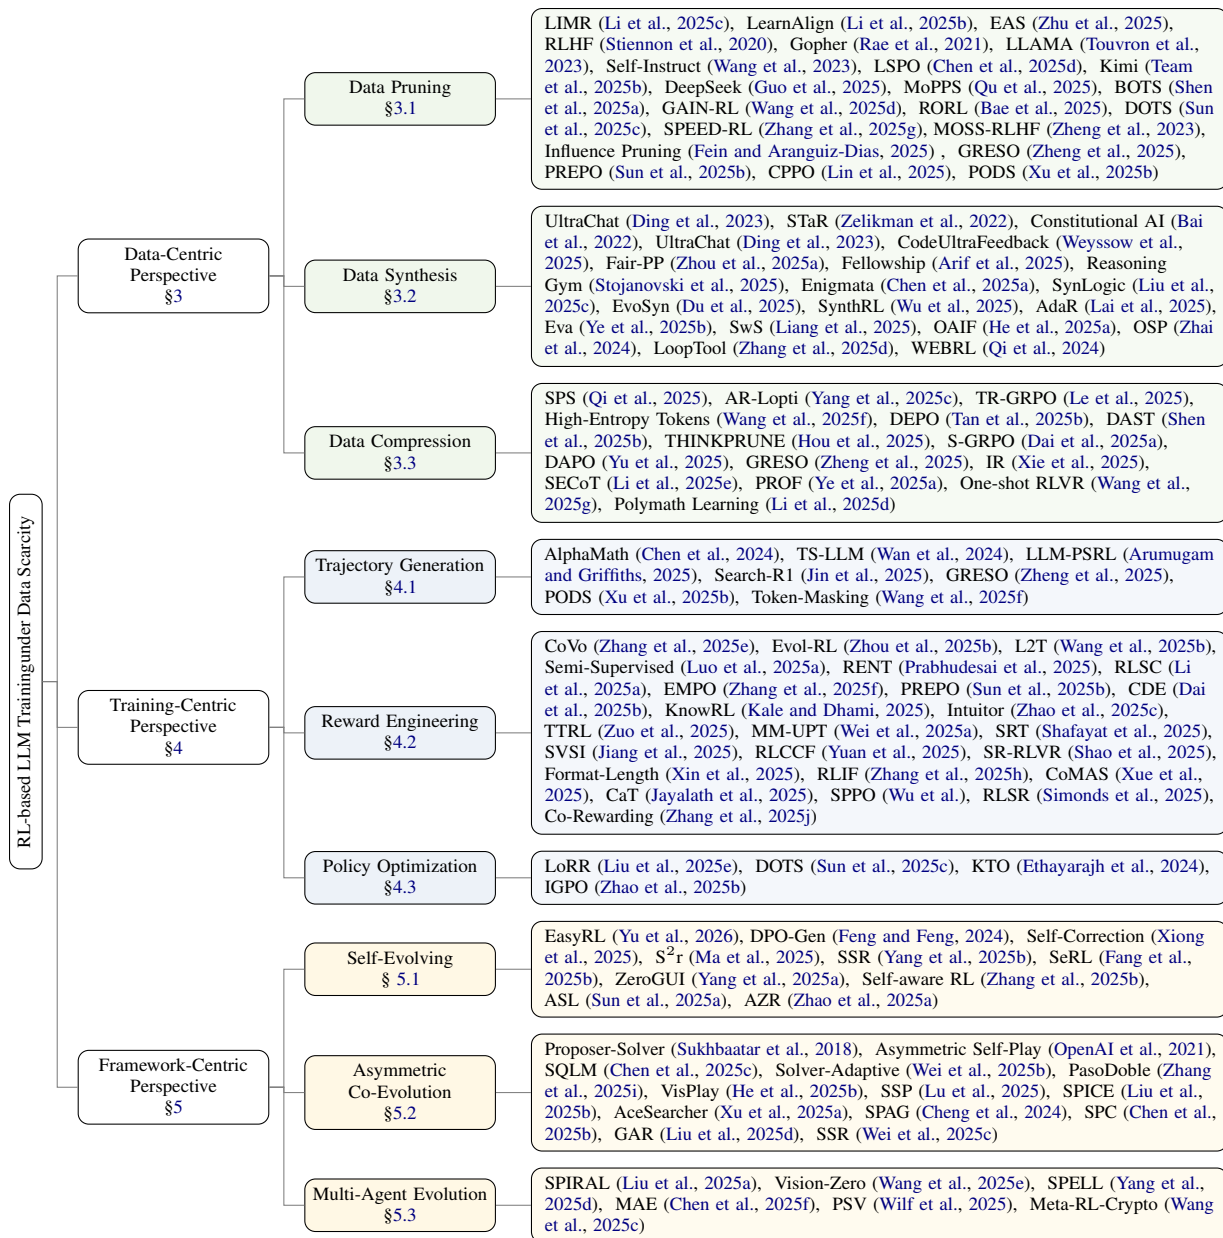 RL-based LLM Trainingunder Data Scarcity
Data-Centric
Perspective
§3
Data Pruning
§3.1
LIMR (Li et al., 2025c), LearnAlign (Li et al., 2025b), EAS (Zhu et al., 2025),
RLHF (Stiennon et al., 2020), Gopher (Rae et al., 2021), LLAMA (Touvron et al.,
2023), Self-Instruct (Wang et al., 2023), LSPO (Chen et al., 2025d), Kimi (Team
et al., 2025b), DeepSeek (Guo et al., 2025), MoPPS (Qu et al., 2025), BOTS (Shen
et al., 2025a), GAIN-RL (Wang et al., 2025d), RORL (Bae et al., 2025), DOTS (Sun
et al., 2025c), SPEED-RL (Zhang et al., 2025g), MOSS-RLHF (Zheng et al., 2023),
Influence Pruning (Fein and Aranguiz-Dias, 2025) , GRESO (Zheng et al., 2025),
PREPO (Sun et al., 2025b), CPPO (Lin et al., 2025), PODS (Xu et al., 2025b)
Data Synthesis
§3.2
UltraChat (Ding et al., 2023), STaR (Zelikman et al., 2022), Constitutional AI (Bai
et al., 2022), UltraChat (Ding et al., 2023), CodeUltraFeedback (Weyssow et al.,
2025), Fair-PP (Zhou et al., 2025a), Fellowship (Arif et al., 2025), Reasoning
Gym (Stojanovski et al., 2025), Enigmata (Chen et al., 2025a), SynLogic (Liu et al.,
2025c), EvoSyn (Du et al., 2025), SynthRL (Wu et al., 2025), AdaR (Lai et al., 2025),
Eva (Ye et al., 2025b), SwS (Liang et al., 2025), OAIF (He et al., 2025a), OSP (Zhai
et al., 2024), LoopTool (Zhang et al., 2025d), WEBRL (Qi et al., 2024)
Data Compression
§3.3
SPS (Qi et al., 2025), AR-Lopti (Yang et al., 2025c), TR-GRPO (Le et al., 2025),
High-Entropy Tokens (Wang et al., 2025f), DEPO (Tan et al., 2025b), DAST (Shen
et al., 2025b), THINKPRUNE (Hou et al., 2025), S-GRPO (Dai et al., 2025a),
DAPO (Yu et al., 2025), GRESO (Zheng et al., 2025), IR (Xie et al., 2025),
SECoT (Li et al., 2025e), PROF (Ye et al., 2025a), One-shot RLVR (Wang et al.,
2025g), Polymath Learning (Li et al., 2025d)
Training-Centric
Perspective
§4
Trajectory Generation
§4.1
AlphaMath (Chen et al., 2024), TS-LLM (Wan et al., 2024), LLM-PSRL (Arumugam
and Griffiths, 2025), Search-R1 (Jin et al., 2025), GRESO (Zheng et al., 2025),
PODS (Xu et al., 2025b), Token-Masking (Wang et al., 2025f)
Reward Engineering
§4.2
CoVo (Zhang et al., 2025e), Evol-RL (Zhou et al., 2025b), L2T (Wang et al., 2025b),
Semi-Supervised (Luo et al., 2025a), RENT (Prabhudesai et al., 2025), RLSC (Li
et al., 2025a), EMPO (Zhang et al., 2025f), PREPO (Sun et al., 2025b), CDE (Dai
et al., 2025b), KnowRL (Kale and Dhami, 2025), Intuitor (Zhao et al., 2025c),
TTRL (Zuo et al., 2025), MM-UPT (Wei et al., 2025a), SRT (Shafayat et al., 2025),
SVSI (Jiang et al., 2025), RLCCF (Yuan et al., 2025), SR-RLVR (Shao et al., 2025),
Format-Length (Xin et al., 2025), RLIF (Zhang et al., 2025h), CoMAS (Xue et al.,
2025), CaT (Jayalath et al., 2025), SPPO (Wu et al.), RLSR (Simonds et al., 2025),
Co-Rewarding (Zhang et al., 2025j)
Policy Optimization
§4.3
LoRR (Liu et al., 2025e), DOTS (Sun et al., 2025c), KTO (Ethayarajh et al., 2024),
IGPO (Zhao et al., 2025b)
Framework-Centric
Perspective
§5
Self-Evolving
§ 5.1
EasyRL (Yu et al., 2026), DPO-Gen (Feng and Feng, 2024), Self-Correction (Xiong
et al., 2025), S²r (Ma et al., 2025), SSR (Yang et al., 2025b), SeRL (Fang et al.,
2025b), ZeroGUI (Yang et al., 2025a), Self-aware RL (Zhang et al., 2025b),
ASL (Sun et al., 2025a), AZR (Zhao et al., 2025a)
Asymmetric
Co-Evolution
§5.2
Proposer-Solver (Sukhbaatar et al., 2018), Asymmetric Self-Play (OpenAI et al., 2021),
SQLM (Chen et al., 2025c), Solver-Adaptive (Wei et al., 2025b), PasoDoble (Zhang
et al., 2025i), VisPlay (He et al., 2025b), SSP (Lu et al., 2025), SPICE (Liu et al.,
2025b), AceSearcher (Xu et al., 2025a), SPAG (Cheng et al., 2024), SPC (Chen et al.,
2025b), GAR (Liu et al., 2025d), SSR (Wei et al., 2025c)
Multi-Agent Evolution
§5.3
SPIRAL (Liu et al., 2025a), Vision-Zero (Wang et al., 2025e), SPELL (Yang et al.,
2025d), MAE (Chen et al., 2025f), PSV (Wilf et al., 2025), Meta-RL-Crypto (Wang
et al., 2025c)